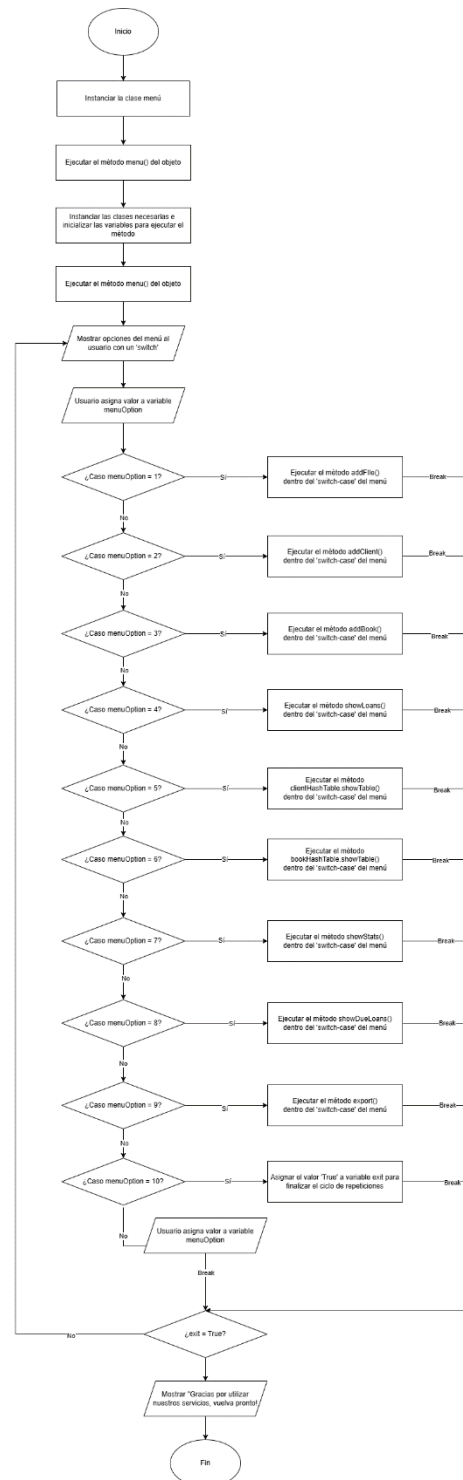 Inicio
Instanciar la clase menú
Ejecutar el método menu() del objeto
Instanciar las clases necesarias e
inicializar las variables para ejecutar el
método
Ejecutar el método menu() del objeto
Mostrar opciones del menú al
usuario con un 'switch'
Usuario asigna valor a variable
menuOption
¿Caso menuOption = 1?
Sí
Ejecutar el método addFile()
dentro del 'switch-case' del menú
Break
No
¿Caso menuOption = 2?
Sí
Ejecutar el método addClient()
dentro del 'switch-case' del menú
Break
No
¿Caso menuOption = 3?
Sí
Ejecutar el método addBook()
dentro del 'switch-case' del menú
Break
No
¿Caso menuOption = 4?
Sí
Ejecutar el método showLoans()
dentro del 'switch-case' del menú
Break
No
¿Caso menuOption = 5?
Sí
Ejecutar el método
clientHashTable.showTable()
dentro del 'switch-case' del menú
Break
No
¿Caso menuOption = 6?
Sí
Ejecutar el método
bookHashTable.showTable()
dentro del 'switch-case' del menú
Break
No
¿Caso menuOption = 7?
Sí
Ejecutar el método showStats()
dentro del 'switch-case' del menú
Break
No
¿Caso menuOption = 8?
Sí
Ejecutar el método showDueLoans()
dentro del 'switch-case' del menú
Break
No
¿Caso menuOption = 9?
Sí
Ejecutar el método export()
dentro del 'switch-case' del menú
Break
No
¿Caso menuOption = 10?
Sí
Asignar el valor 'True' a variable exit para
finalizar el ciclo de repeticiones
Break
No
Usuario asigna valor a variable
menuOption
Break
¿exit = True?
No
Mostrar "Gracias por utilizar
nuestros servicios, vuelva pronto!
Fin